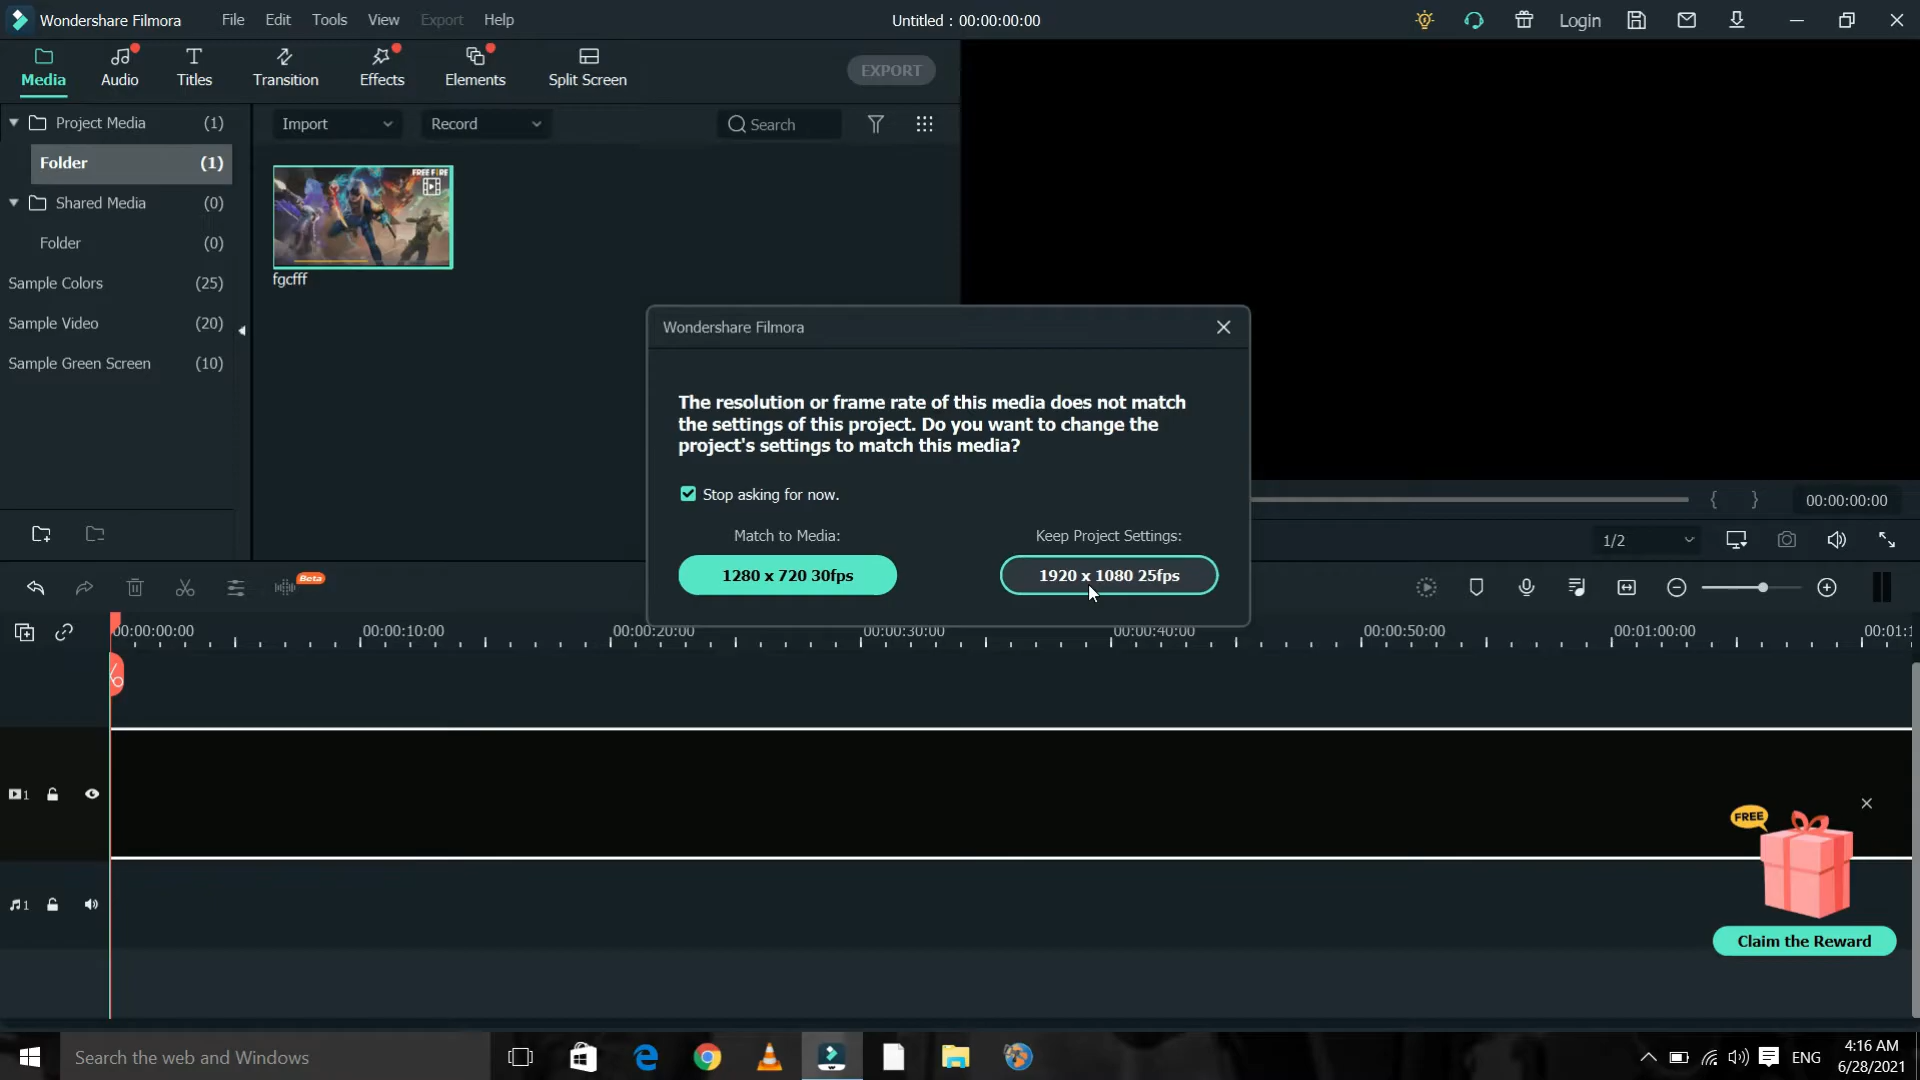 Wondershare Filmora File Edit Tools View Export Help Untitled : 00:00:00:00 Login
Media Audio Titles Transition Effects Elements Split Screen EXPORT
Project Media (1) Import Record Search
Folder (1)
FREE FIRE
Shared Media (0)
Folder (0)
fgcfff
Sample Colors (25)
Sample Video (20)
Sample Green Screen (10)
Wondershare Filmora
The resolution or frame rate of this media does not match
the settings of this project. Do you want to change the
project's settings to match this media?
Stop asking for now.
{ } 00:00:00:00
Match to Media: Keep Project Settings:
1/2
1280 x 720 30fps 1920 x 1080 25fps
Beta
00:00:00:00 00:00:10:00 00:00:20:00 00:00:30:00 00:00:40:00 00:00:50:00 00:01:00:00 00:01:1
1
FREE
1
Claim the Reward
Search the web and Windows
ENG
4:16 AM
6/28/2021